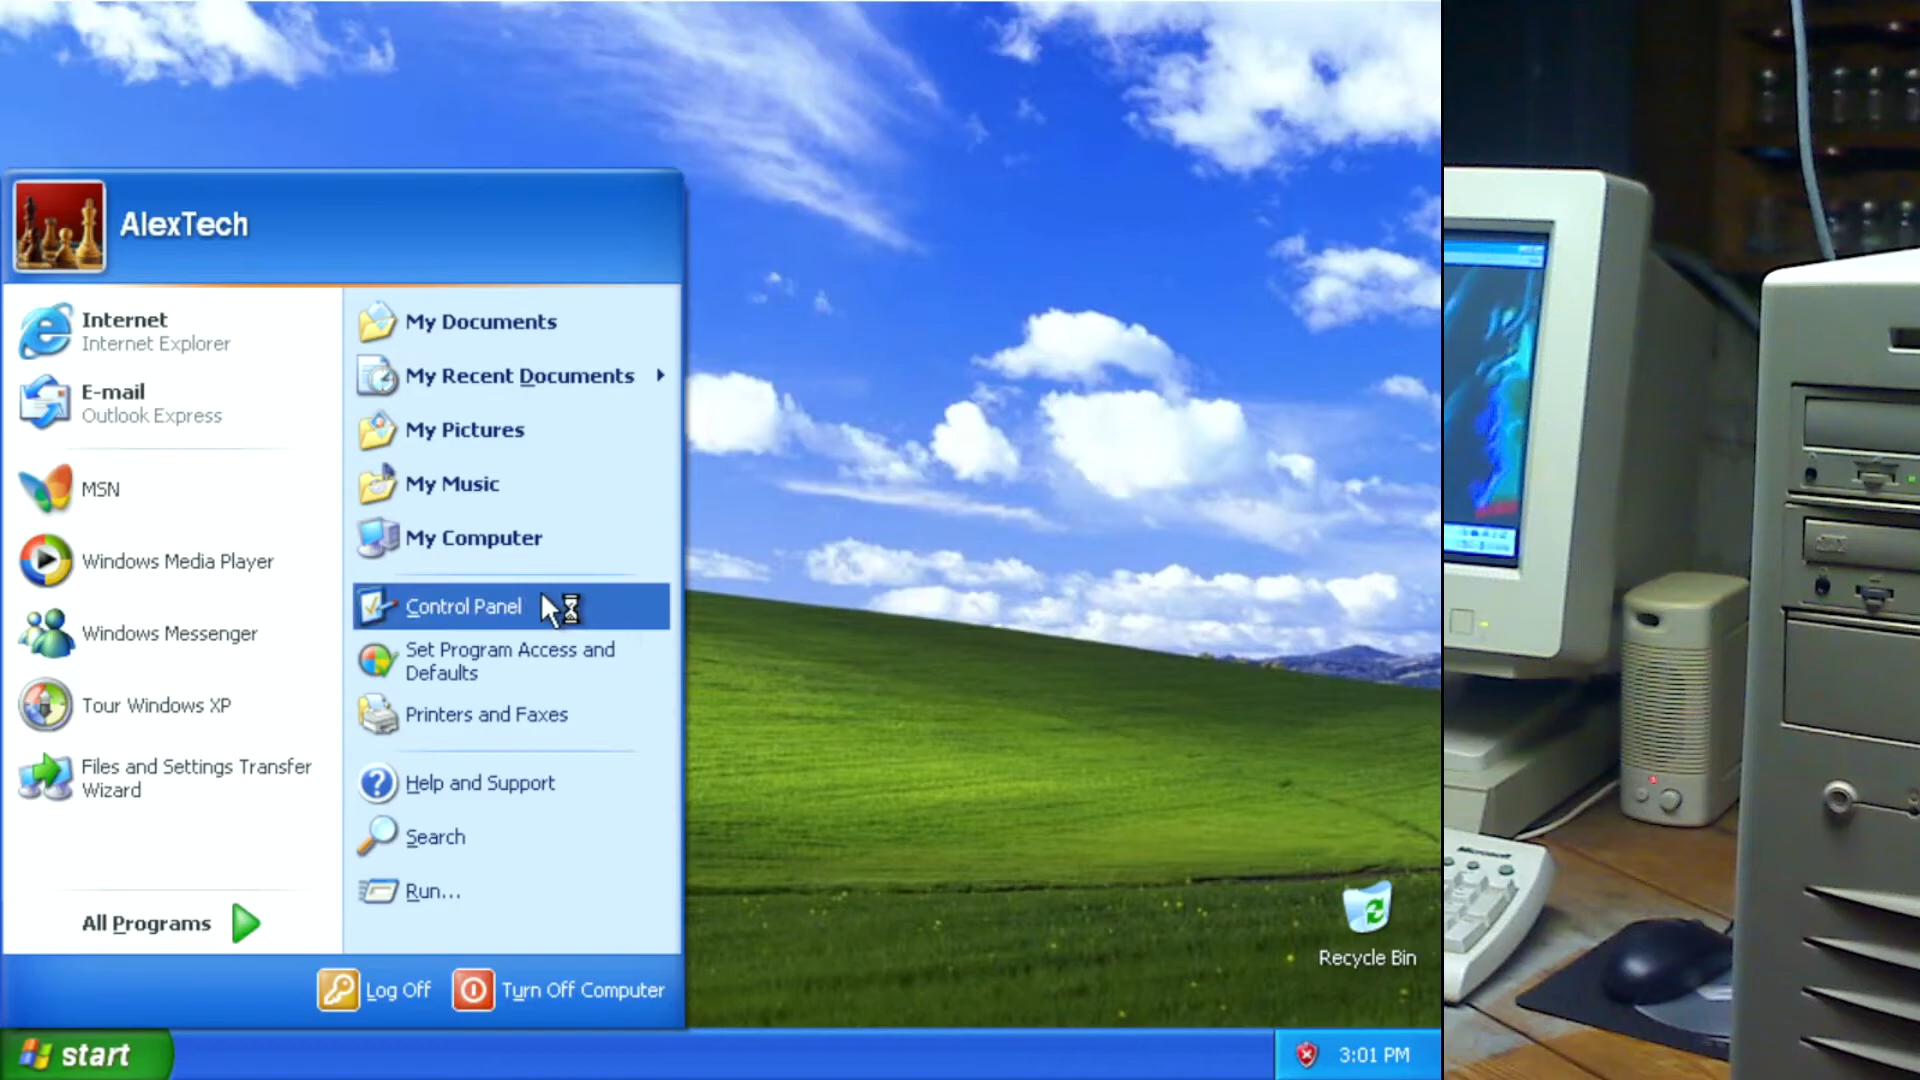 AlexTech
Internet
Internet Explorer
E-mail
Outlook Express
MSN
Windows Media Player
Windows Messenger
Tour Windows XP
Files and Settings Transfer
Wizard
All Programs
My Documents
My Recent Documents
My Pictures
My Music
My Computer
Control Panel
Set Program Access and
Defaults
Printers and Faxes
Help and Support
Search
Run...
Log Off
Turn Off Computer
Recycle Bin
start
3:01 PM
Microsoft